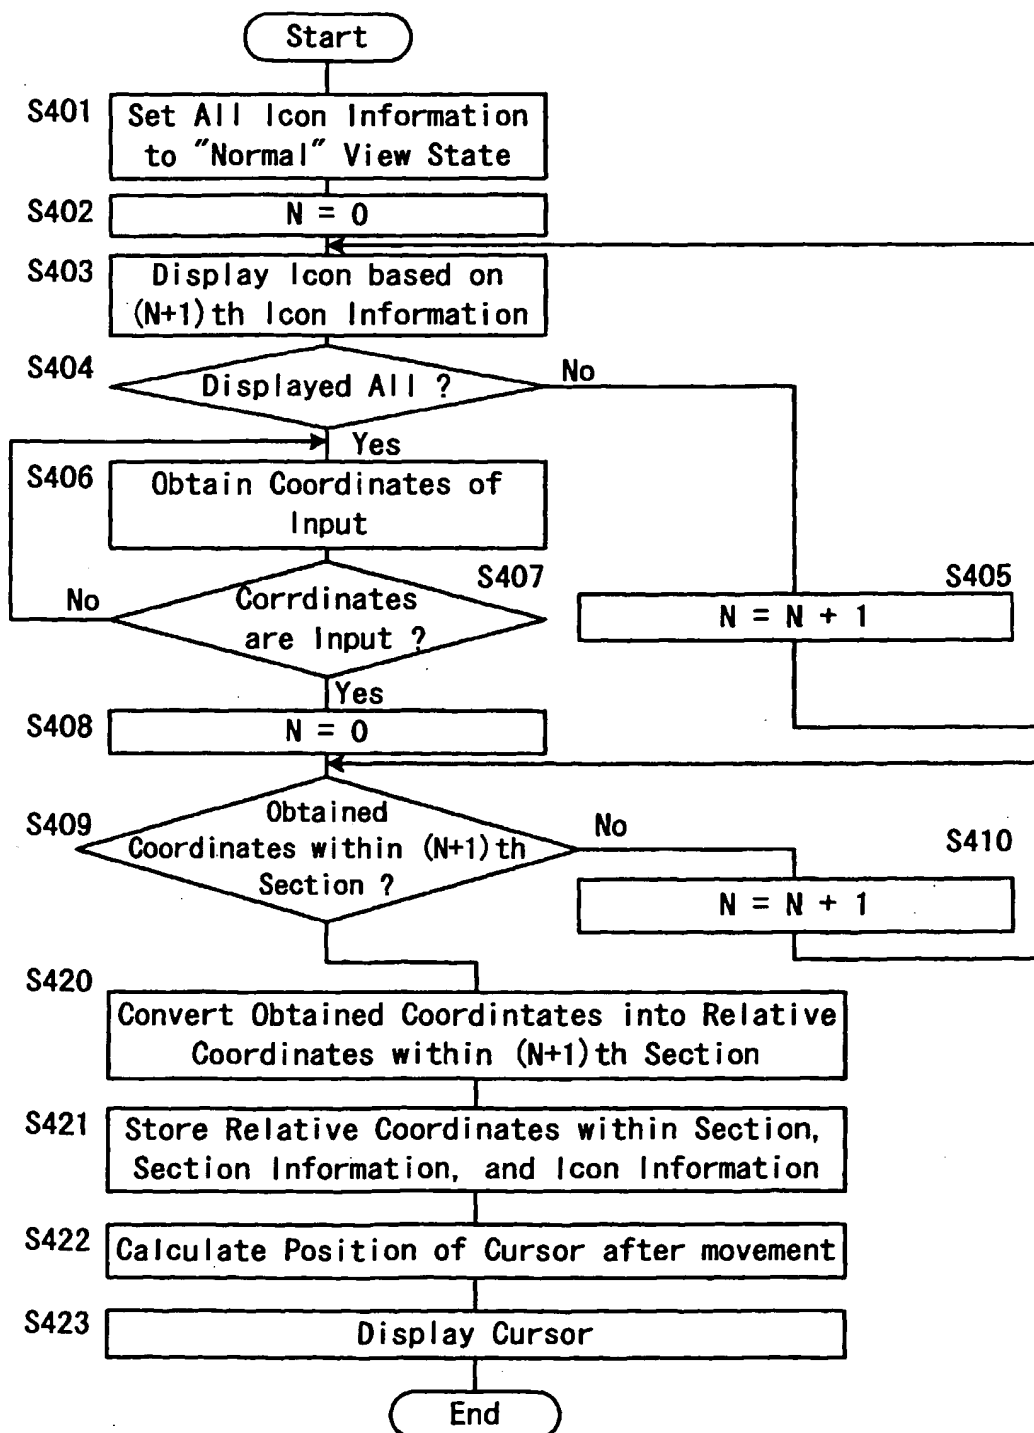 Start
S401
Set All Icon Information
to "Normal" View State
S402
N = 0
S403
Display Icon based on
(N+1)th Icon Information
S404
Displayed All ?
No
Yes
S406
Obtain Coordinates of
Input
S407
No
Corrdinates
are Input ?
S405
N = N + 1
Yes
S408
N = 0
S409
Obtained
Coordinates within (N+1)th
Section ?
No
S410
N = N + 1
S420
Convert Obtained Coordintates into Relative
Coordinates within (N+1)th Section
S421
Store Relative Coordinates within Section,
Section Information, and Icon Information
S422
Calculate Position of Cursor after movement
S423
Display Cursor
End